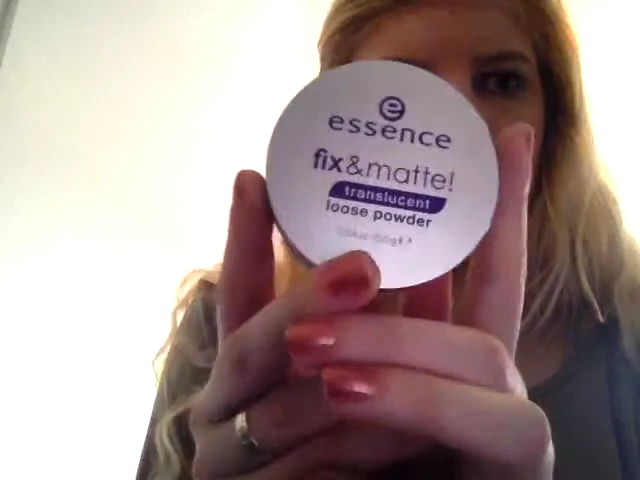 e
essence
fix&matte!
translucent
loose powder